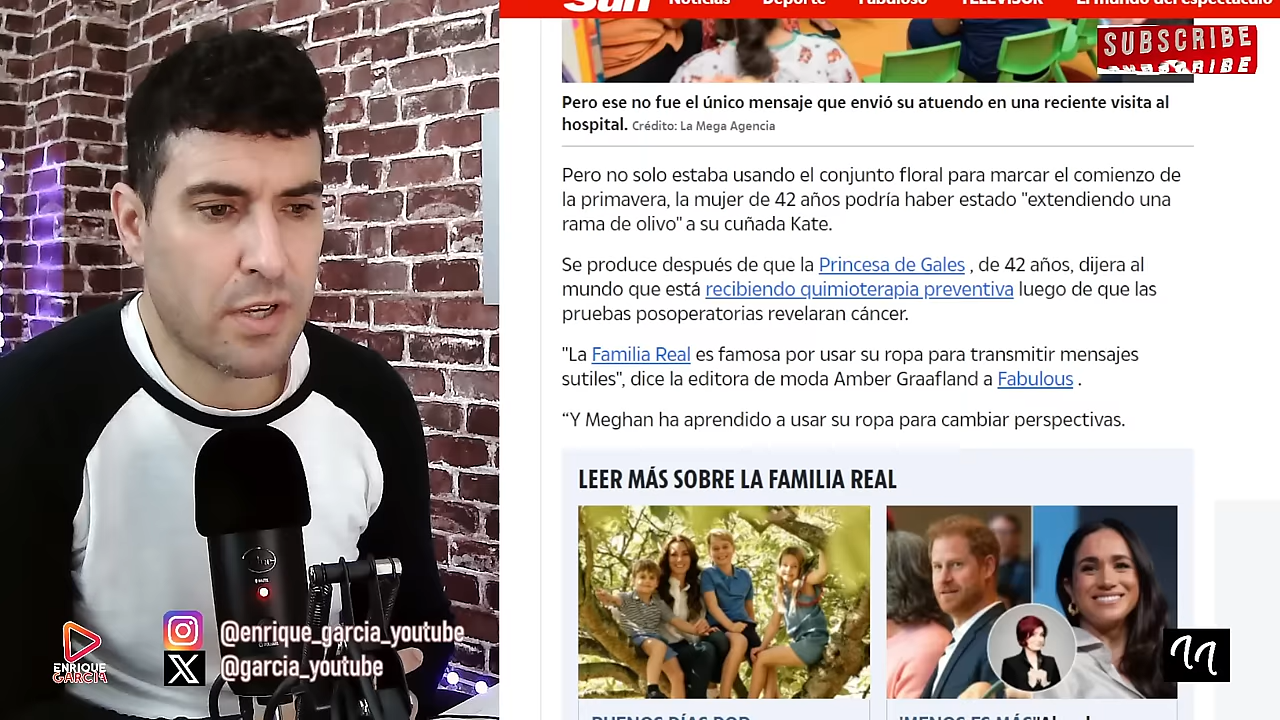 Sun Noticias Deporte Fabuloso TELEVISOR El mundo del espectáculo
SUBSCRIBE
Pero ese no fue el único mensaje que envió su atuendo en una reciente visita al
hospital. Crédito: La Mega Agencia
Pero no solo estaba usando el conjunto floral para marcar el comienzo de
la primavera, la mujer de 42 años podría haber estado "extendiendo una
rama de olivo" a su cuñada Kate.
Se produce después de que la Princesa de Gales , de 42 años, dijera al
mundo que está recibiendo quimioterapia preventiva luego de que las
pruebas posoperatorias revelaran cáncer.
"La Familia Real es famosa por usar su ropa para transmitir mensajes
sutiles", dice la editora de moda Amber Graafland a Fabulous .
“Y Meghan ha aprendido a usar su ropa para cambiar perspectivas.
LEER MÁS SOBRE LA FAMILIA REAL
ENRIQUE
GARCIA
@enrique_garcia_youtube
@garcia_youtube